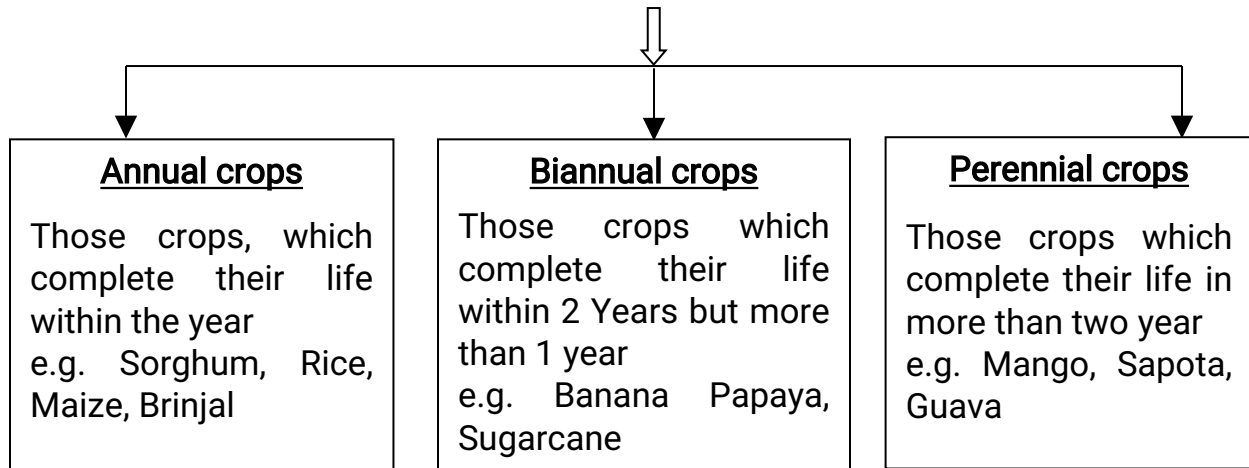 Annual crops
Those crops, which
complete their life
within the year
e.g. Sorghum, Rice,
Maize, Brinjal
Biannual crops
Those crops which
complete their life
within 2 Years but more
than 1 year
e.g. Banana Papaya,
Sugarcane
Perennial crops
Those crops which
complete their life in
more than two year
e.g. Mango, Sapota,
Guava